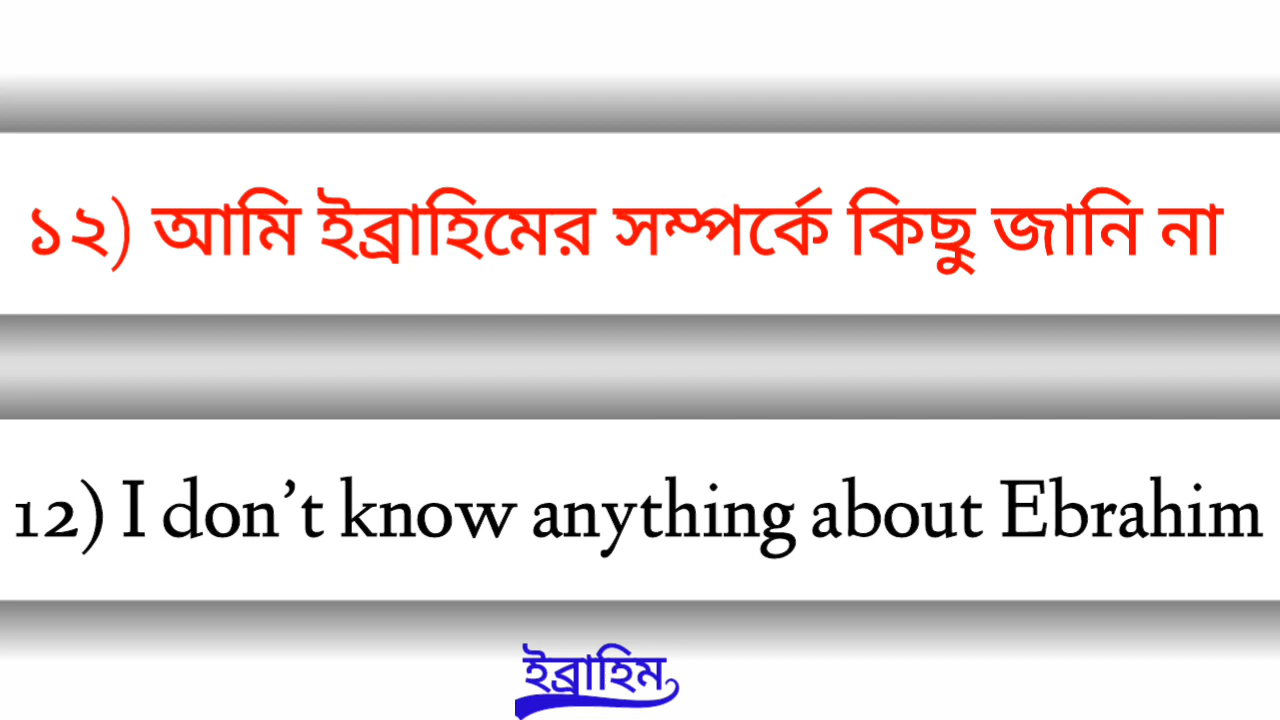 ১২) আমি ইব্রাহিমের সম্পর্কে কিছু জানি না
12) I don’t know anything about Ebrahim
ইব্রাহিম